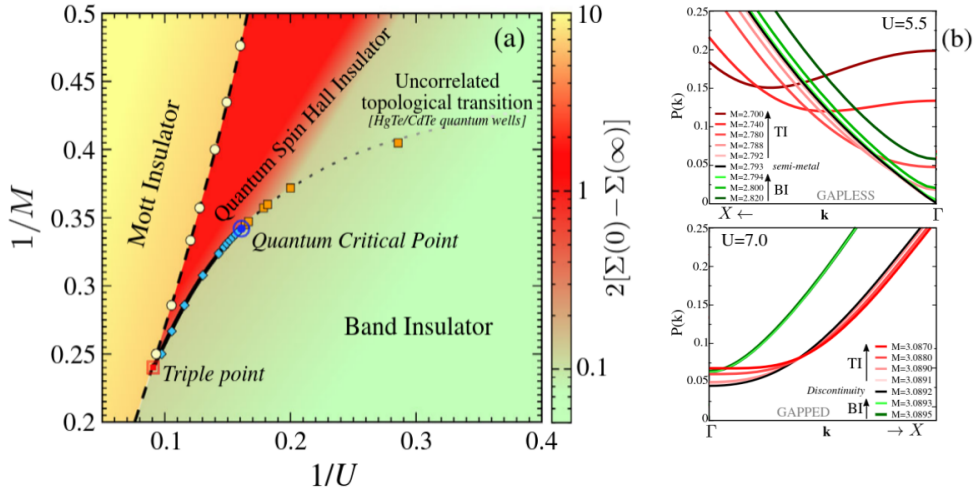 (a)
0.5
0.45
0.4
0.35
0.3
0.25
0.2
1/M
0.1
0.2
0.3
0.4
1/U
Mott Insulator
Quantum Spin Hall Insulator
Uncorrelated
topological transition
[HgTe/CdTe quantum wells]
Quantum Critical Point
Band Insulator
Triple point
10
1
0.1
2[Σ(0)−Σ(∞)]
(b)
U=5.5
0.25
0.2
0.15
0.1
0.05
0
P(k)
M=2.700
M=2.740
M=2.780
M=2.788
M=2.792
M=2.793
M=2.794
M=2.800
M=2.820
TI
semi-metal
BI
GAPLESS
X ←
k
Γ
U=7.0
0.25
0.2
0.15
0.1
0.05
0
P(k)
M=3.0870
M=3.0880
M=3.0890
M=3.0891
M=3.0892
M=3.0893
M=3.0895
TI
Discontinuity
BI
GAPPED
Γ
k
→ X